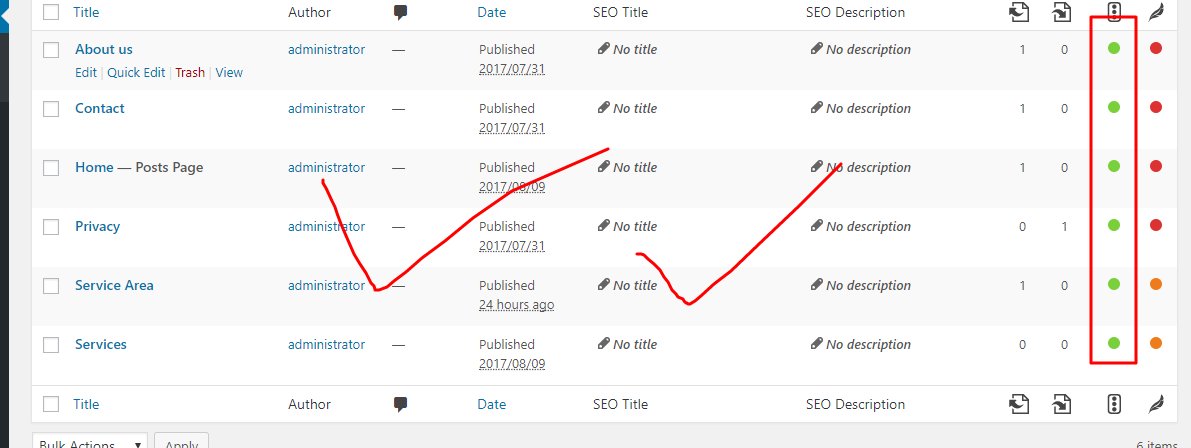 Title Author Date SEO Title SEO Description
About us administrator — Published No title No description 1 0
Edit | Quick Edit | Trash | View 2017/07/31
Contact administrator — Published No title No description 1 0
2017/07/31
Home — Posts Page administrator — Published No title No description 1 0
2017/08/09
Privacy administrator — Published No title No description 0 1
2017/07/31
Service Area administrator — Published No title No description 1 0
24 hours ago
Services administrator — Published No title No description 0 0
2017/08/09
Title Author Date SEO Title SEO Description
Bulk Actions Apply 6 items